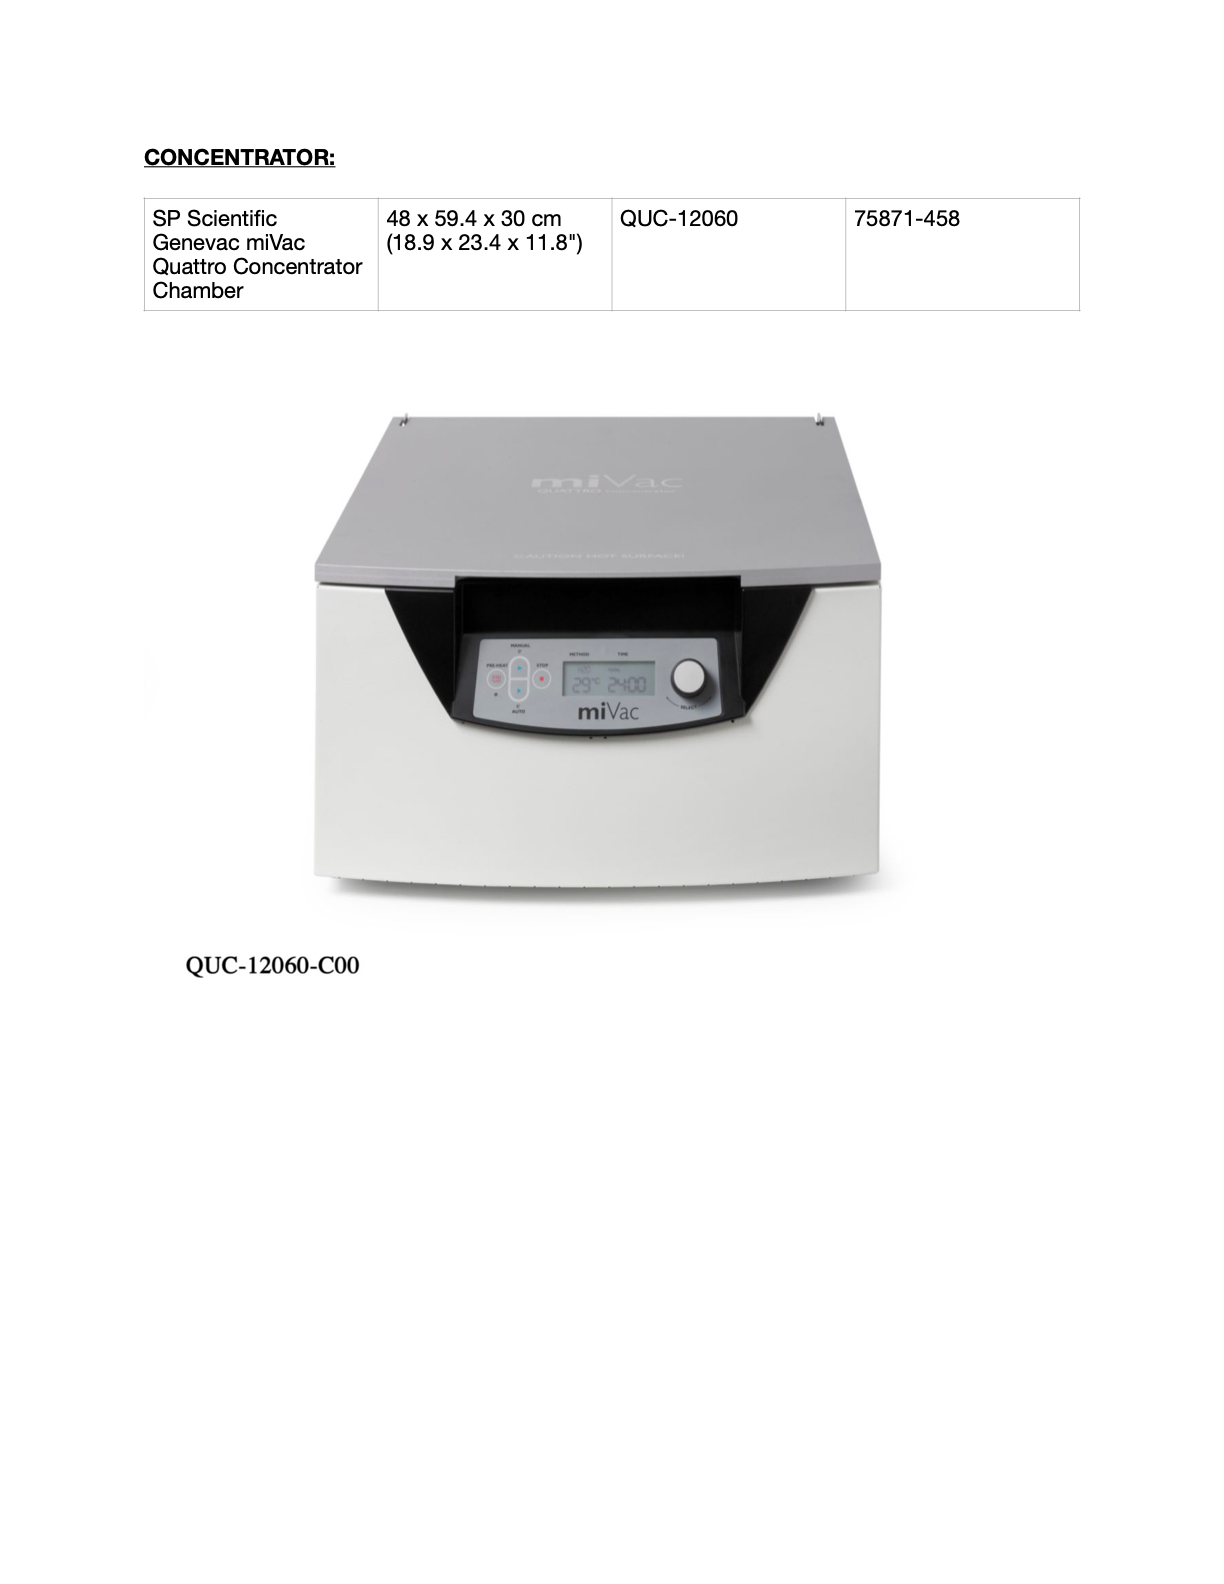 CONCENTRATOR:
SP Scientific
Genevac miVac
Quattro Concentrator
Chamber
48 x 59.4 x 30 cm
(18.9 x 23.4 x 11.8")
QUC-12060
75871-458
miVac
QUATTRO
CAUTION HOT SURFACE!
MANUAL
PRE HEAT
STOP
AUTO
METHOD TIME
29°C 24:00
SELECT
miVac
QUC-12060-C00